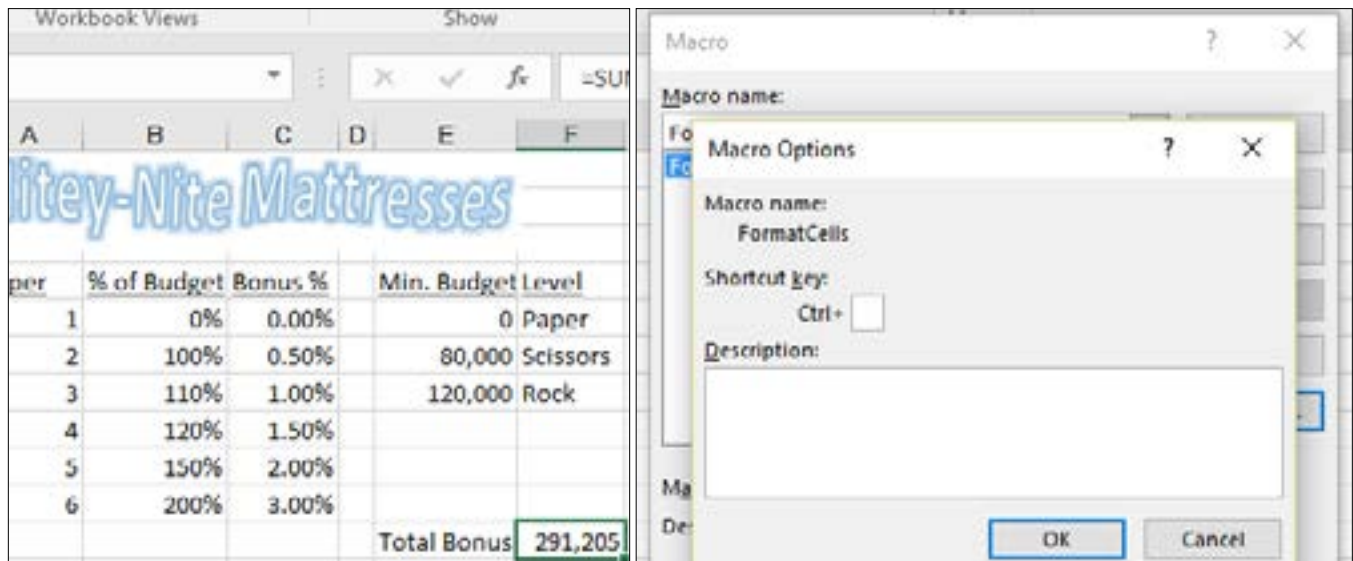 Workbook Views Show
fx =SU
A B C D E F
itey-Nite Mattresses
per % of Budget Bonus % Min. Budget Level
1 0% 0.00% 0 Paper
2 100% 0.50% 80,000 Scissors
3 110% 1.00% 120,000 Rock
4 120% 1.50%
5 150% 2.00%
6 200% 3.00%
Total Bonus 291,205
Macro ? ×
Macro name:
Fo
Fo
Macro Options ? ×
Macro name:
FormatCells
Shortcut key:
Ctrl+
Description:
Ma
De
OK Cancel